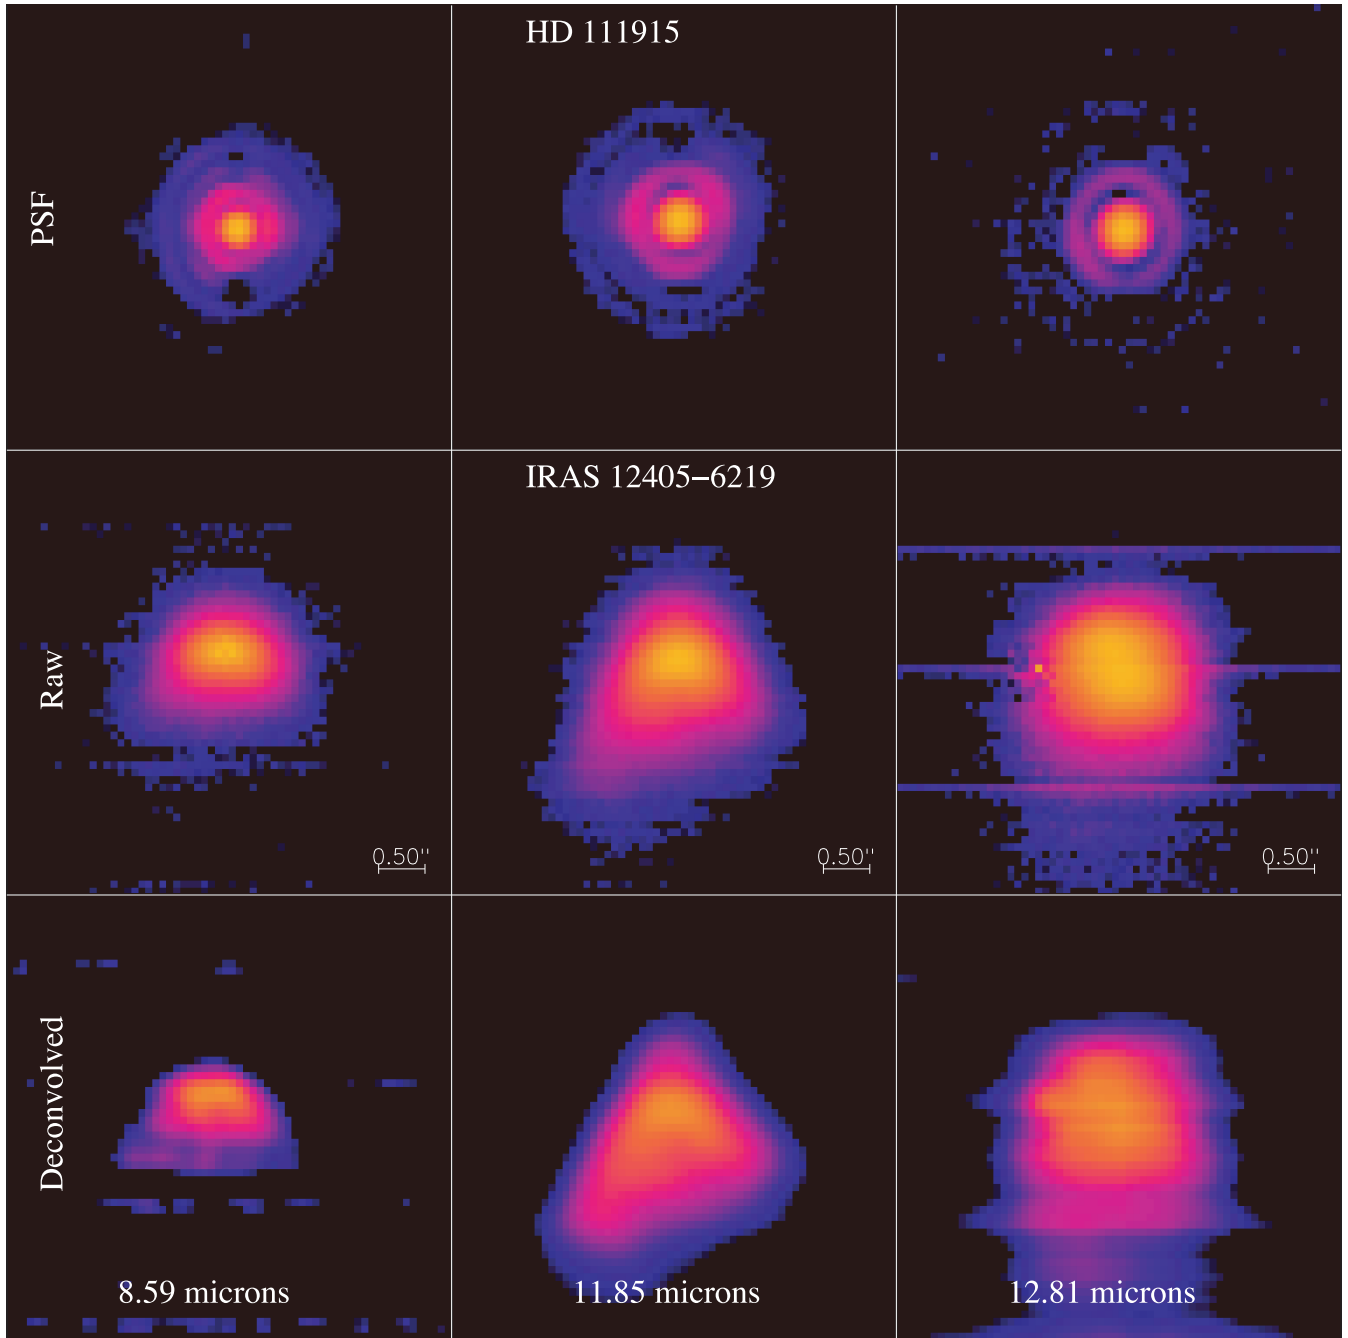 HD 111915
PSF
IRAS 12405−6219
Raw
0.50"
0.50"
0.50"
Deconvolved
8.59 microns
11.85 microns
12.81 microns